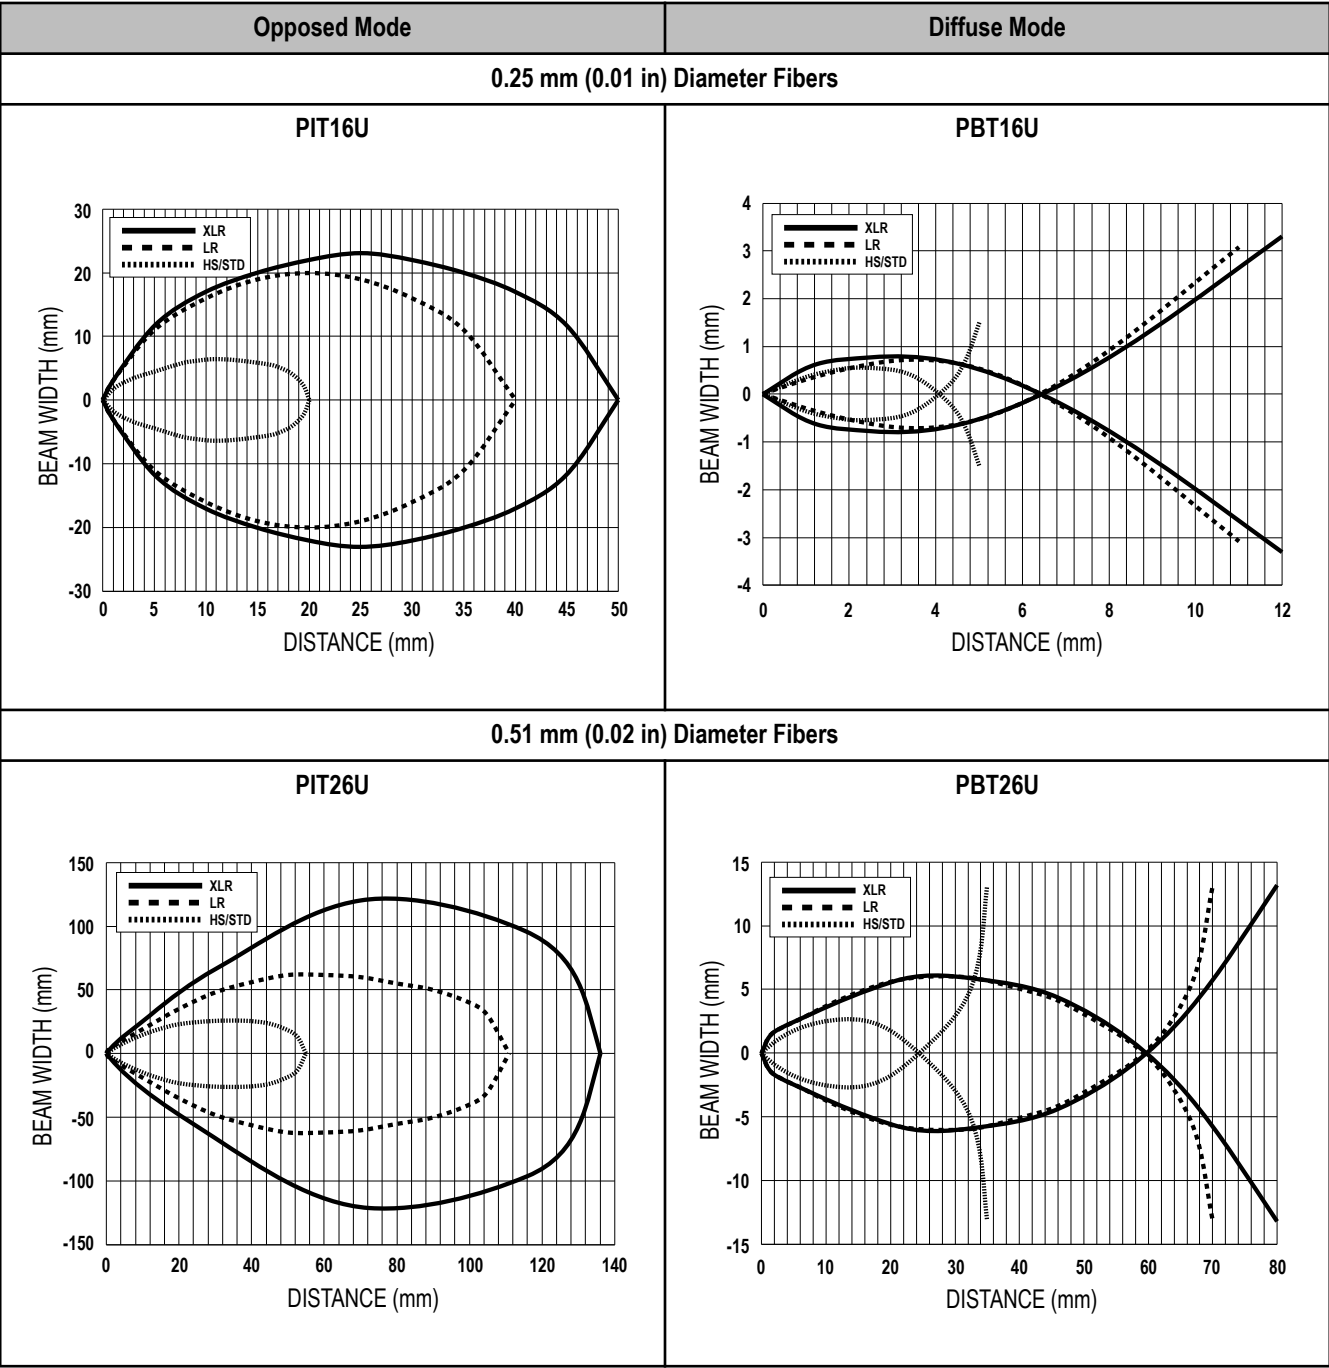 Opposed Mode
Diffuse Mode
0.25 mm (0.01 in) Diameter Fibers
PIT16U
30
20
10
0
-10
-20
-30
BEAM WIDTH (mm)
XLR
LR
HS/STD
0 5 10 15 20 25 30 35 40 45 50
DISTANCE (mm)
PBT16U
4
3
2
1
0
-1
-2
-3
-4
BEAM WIDTH (mm)
XLR
LR
HS/STD
0 2 4 6 8 10 12
DISTANCE (mm)
0.51 mm (0.02 in) Diameter Fibers
PIT26U
150
100
50
0
-50
-100
-150
BEAM WIDTH (mm)
XLR
LR
HS/STD
0 20 40 60 80 100 120 140
DISTANCE (mm)
PBT26U
15
10
5
0
-5
-10
-15
BEAM WIDTH (mm)
XLR
LR
HS/STD
0 10 20 30 40 50 60 70 80
DISTANCE (mm)